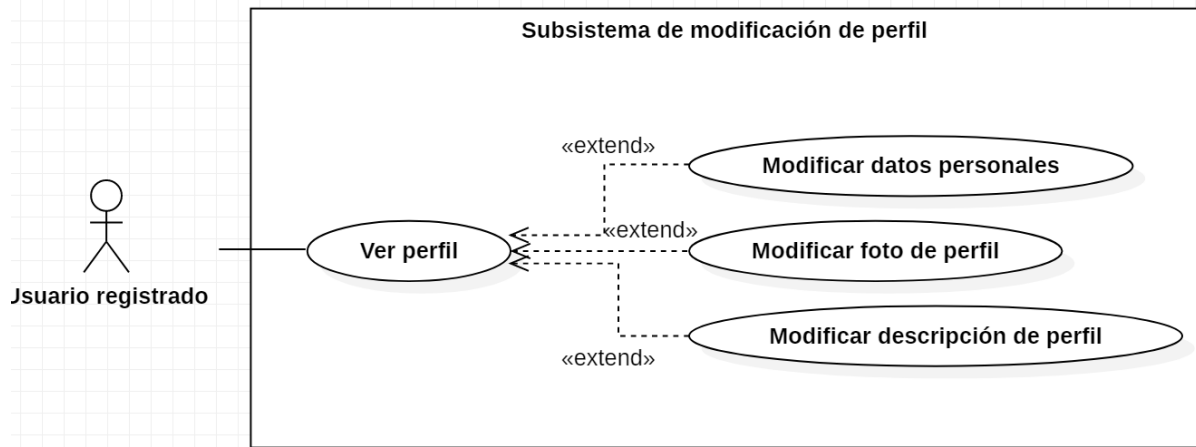 Subsistema de modificación de perfil
«extend»
Modificar datos personales
«extend»
Ver perfil
Modificar foto de perfil
Usuario registrado
Modificar descripción de perfil
«extend»